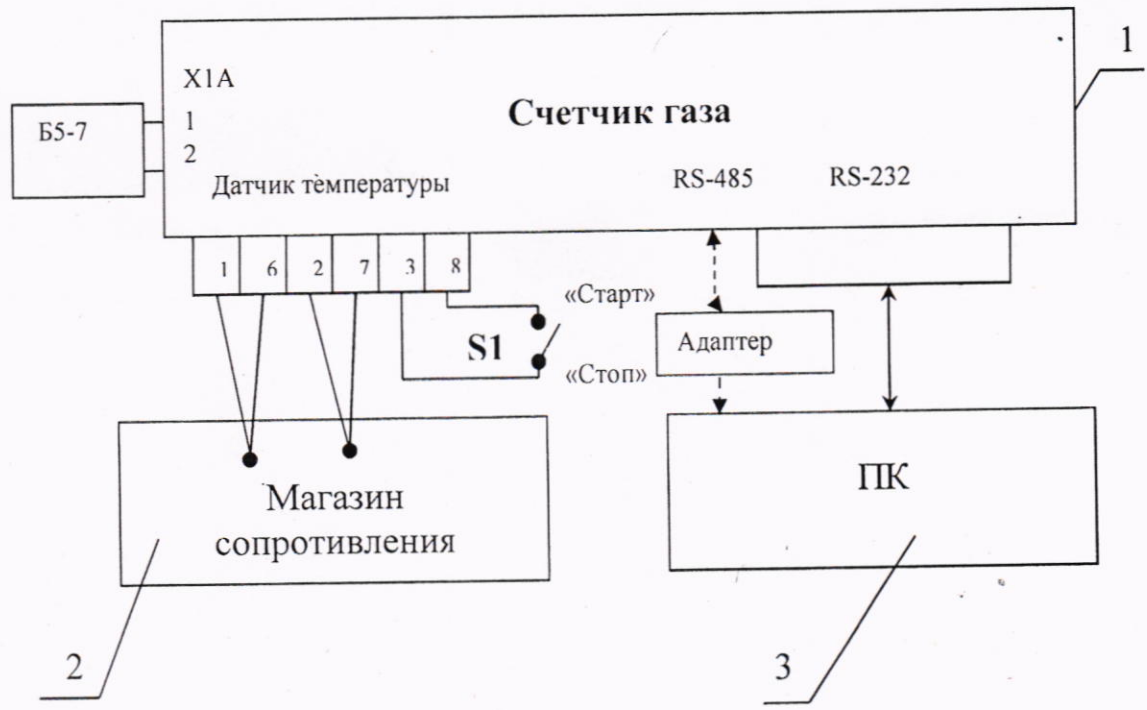 1
Х1А
Б5-7
1
Счетчик газа
2
Датчик температуры
RS-485
RS-232
1
6
2
7
3
8
«Старт»
S1
Адаптер
«Стоп»
ПК
Магазин
сопротивления
2
3